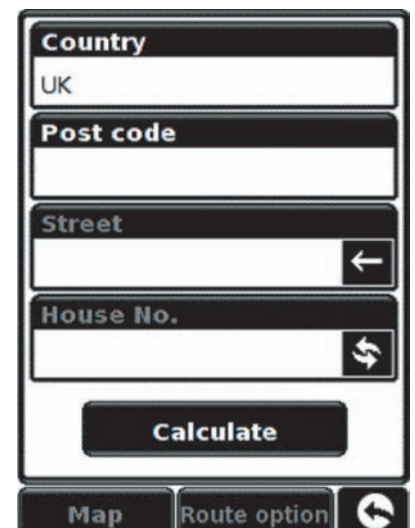 Country
UK
Post code
Street
House No.
Calculate
Map Route option